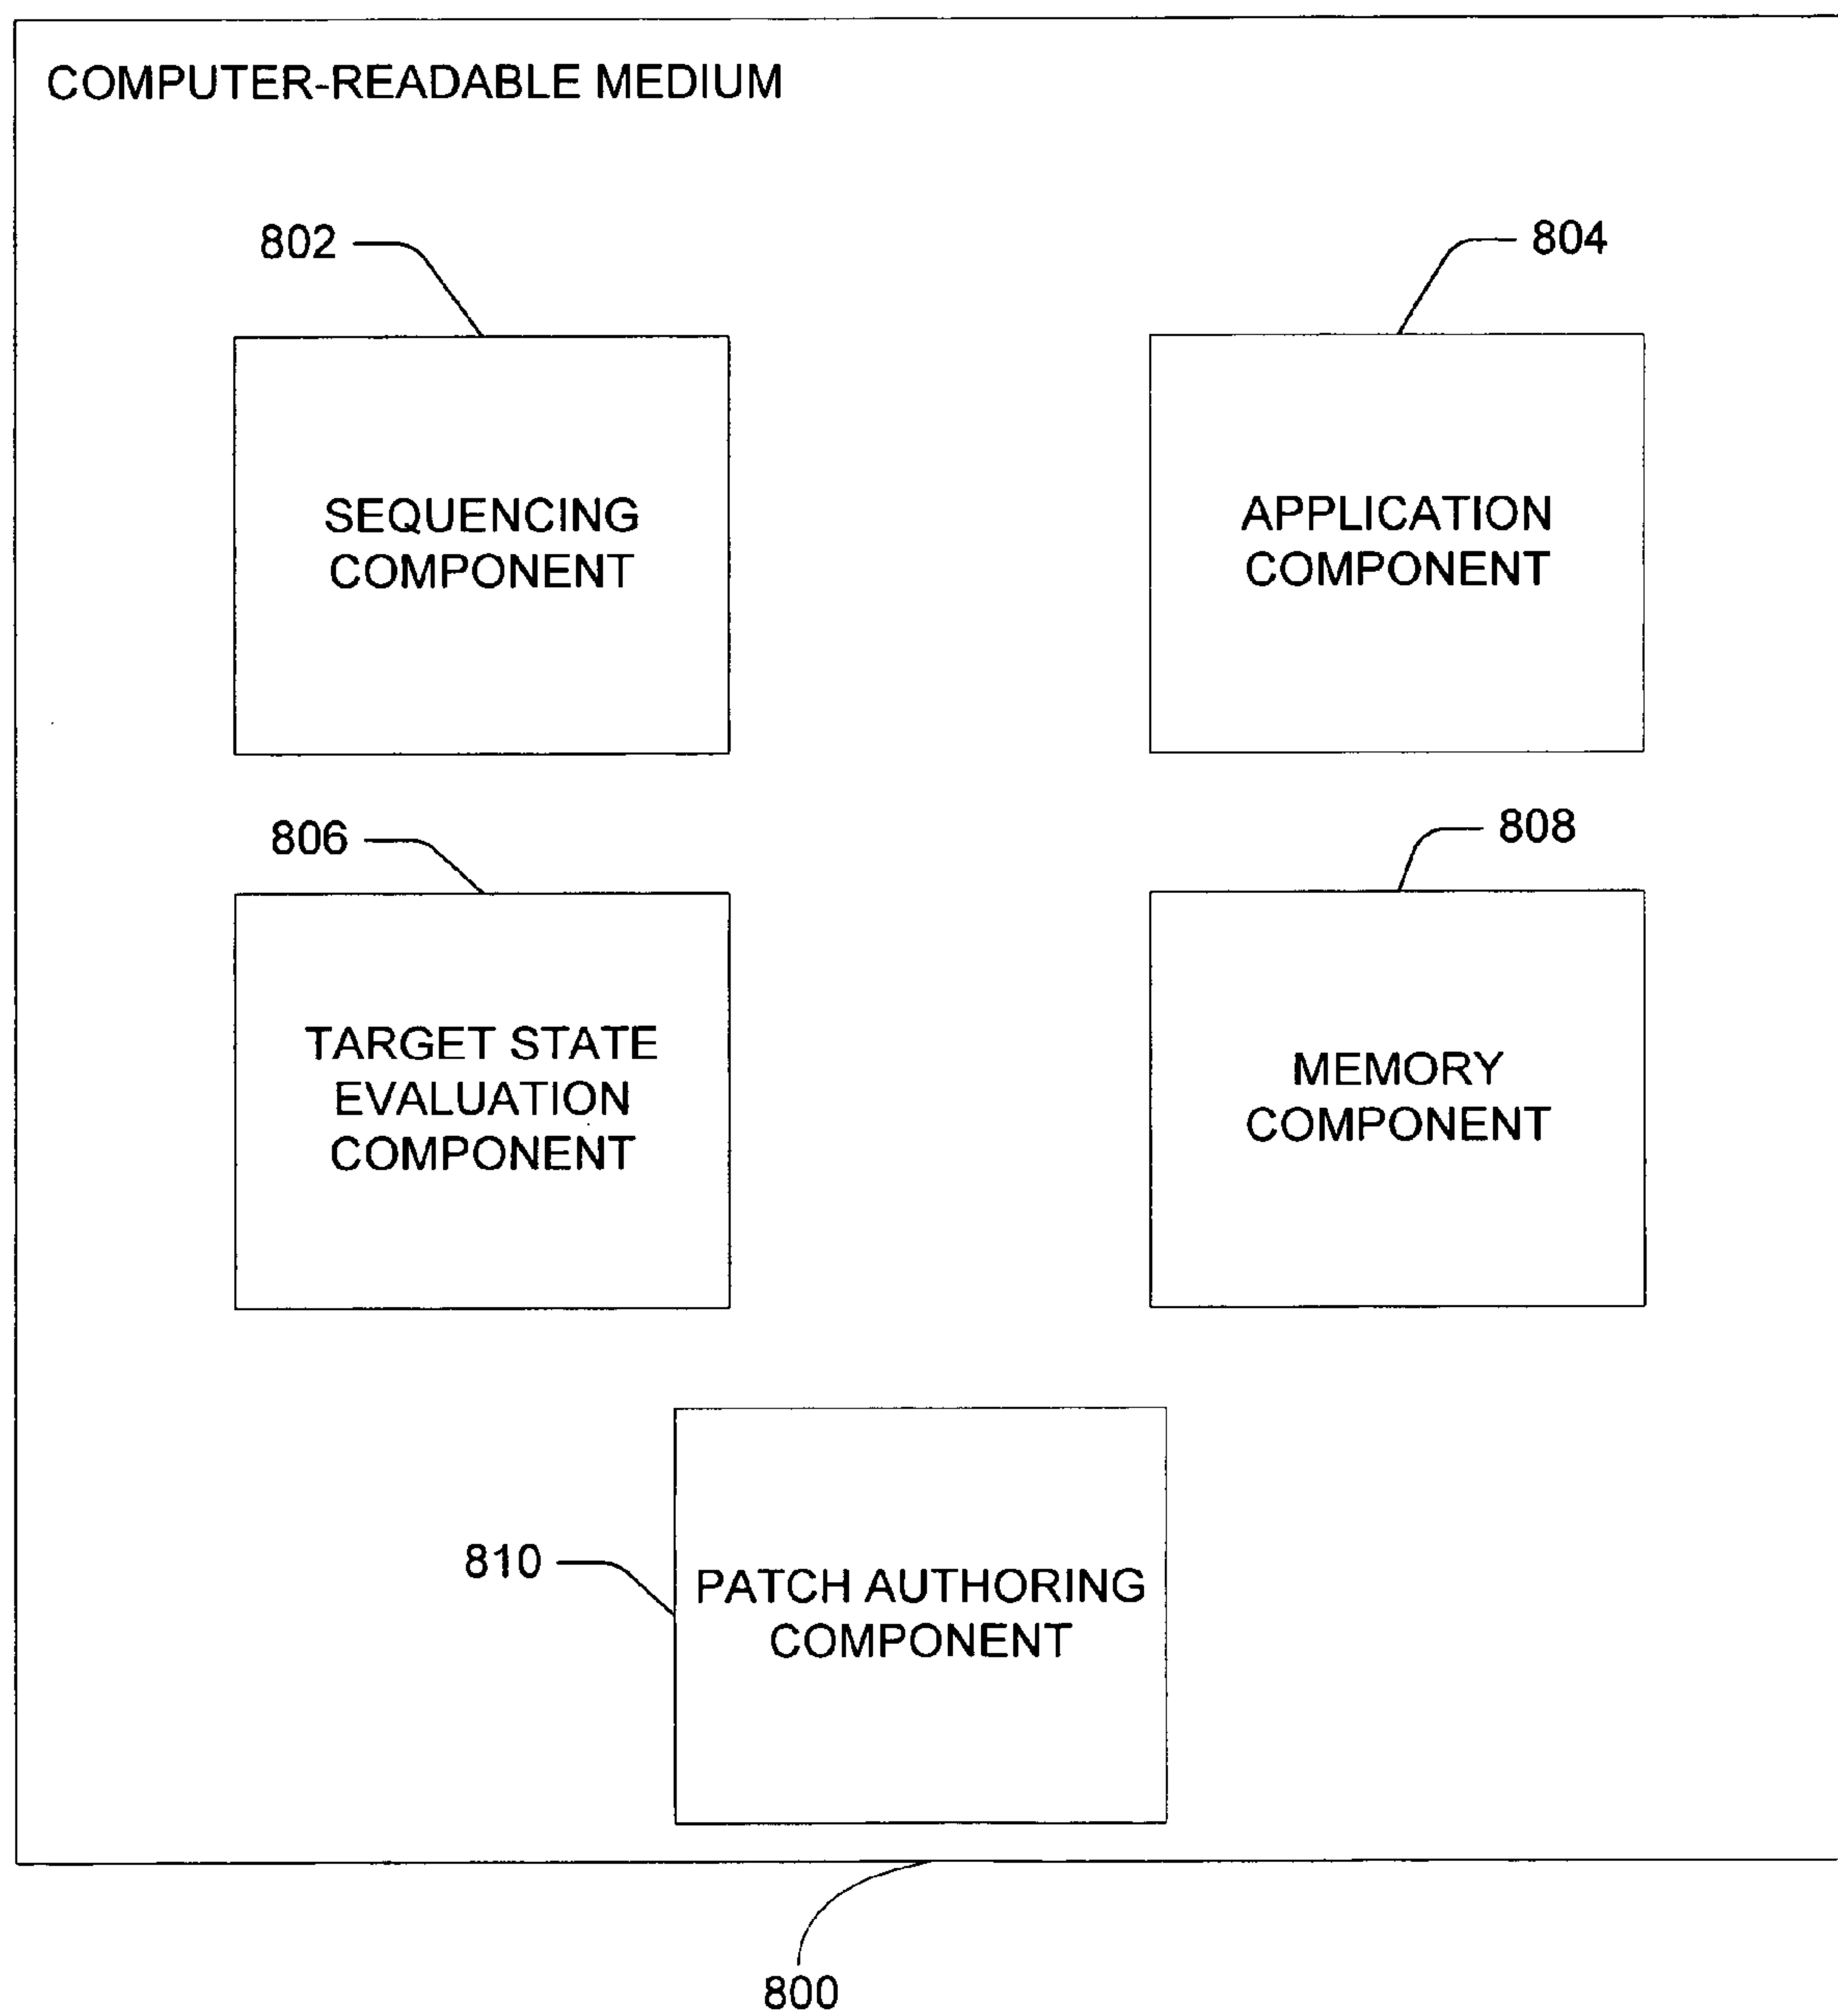 COMPUTER-READABLE MEDIUM
802
804
SEQUENCING
COMPONENT
APPLICATION
COMPONENT
806
808
TARGET STATE
EVALUATION
COMPONENT
MEMORY
COMPONENT
810
PATCH AUTHORING
COMPONENT
800